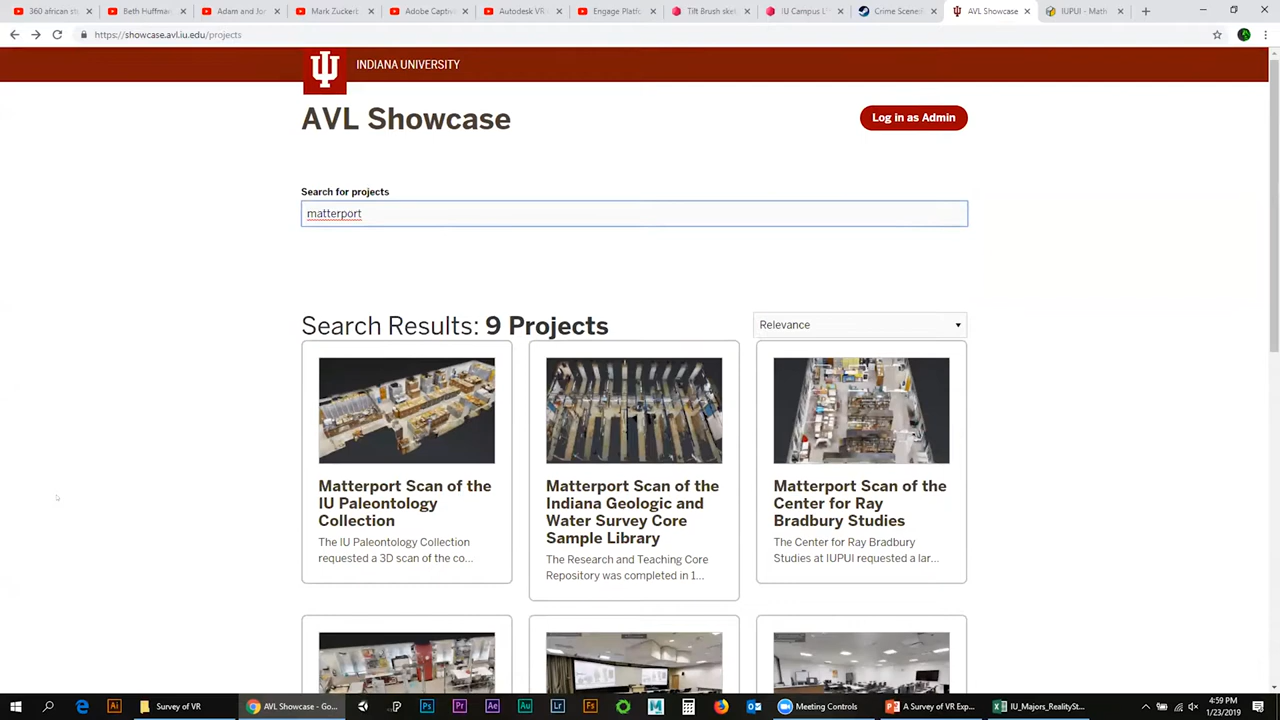 360 african st
Beth Huffma
Adam and Jo
Mark Zucker
Adobe Captiv
Autodesk VR
Engage Platfo
Tilt Brush ske
IU Campus L
Crime Scene
AVL Showcase
IUPUI - Math
https://showcase.avl.iu.edu/projects
INDIANA UNIVERSITY
AVL Showcase
Log in as Admin
Search for projects
matterport
Search Results: 9 Projects
Relevance
Matterport Scan of the
IU Paleontology
Collection
The IU Paleontology Collection
requested a 3D scan of the co...
Matterport Scan of the
Indiana Geologic and
Water Survey Core
Sample Library
The Research and Teaching Core
Repository was completed in 1...
Matterport Scan of the
Center for Ray
Bradbury Studies
The Center for Ray Bradbury
Studies at IUPUI requested a lar...
Survey of VR
AVL Showcase - Go...
Meeting Controls
A Survey of VR Exp...
IU_Majors_RealitySt...
4:59 PM
1/23/2019